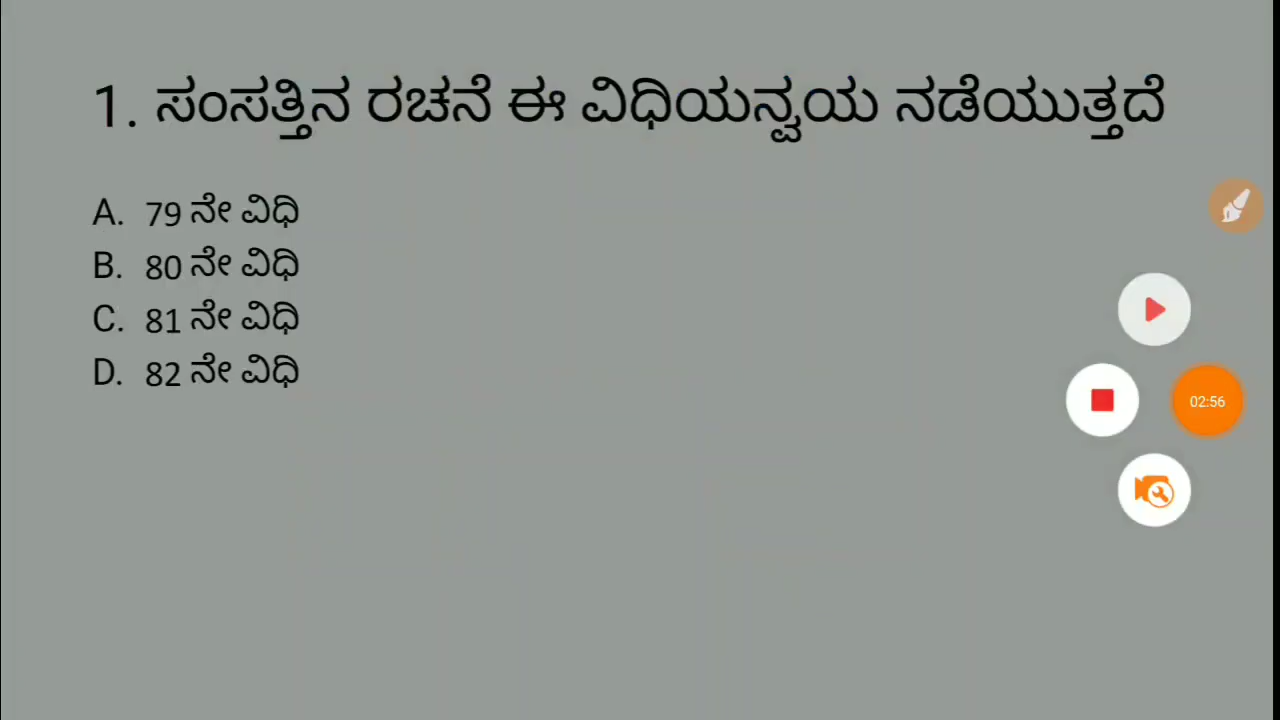 1. ಸಂಸತ್ತಿನ ರಚನೆ ಈ ವಿಧಿಯನ್ವಯ ನಡೆಯುತ್ತದೆ
A. 79 ನೇ ವಿಧಿ
B. 80 ನೇ ವಿಧಿ
C. 81 ನೇ ವಿಧಿ
D. 82 ನೇ ವಿಧಿ
02:56